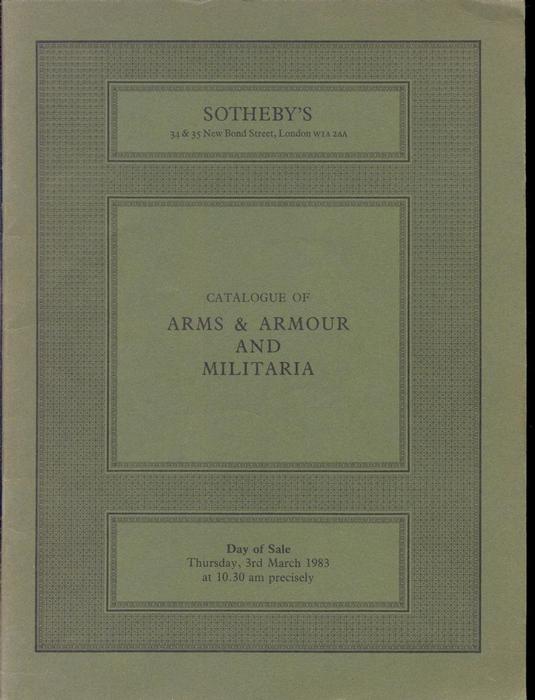 SOTHEBY'S
34 & 35 New Bond Street, London W1A 2AA
CATALOGUE OF
ARMS & ARMOUR
AND
MILITARIA
Day of Sale
Thursday, 3rd March 1983
at 10.30 am precisely